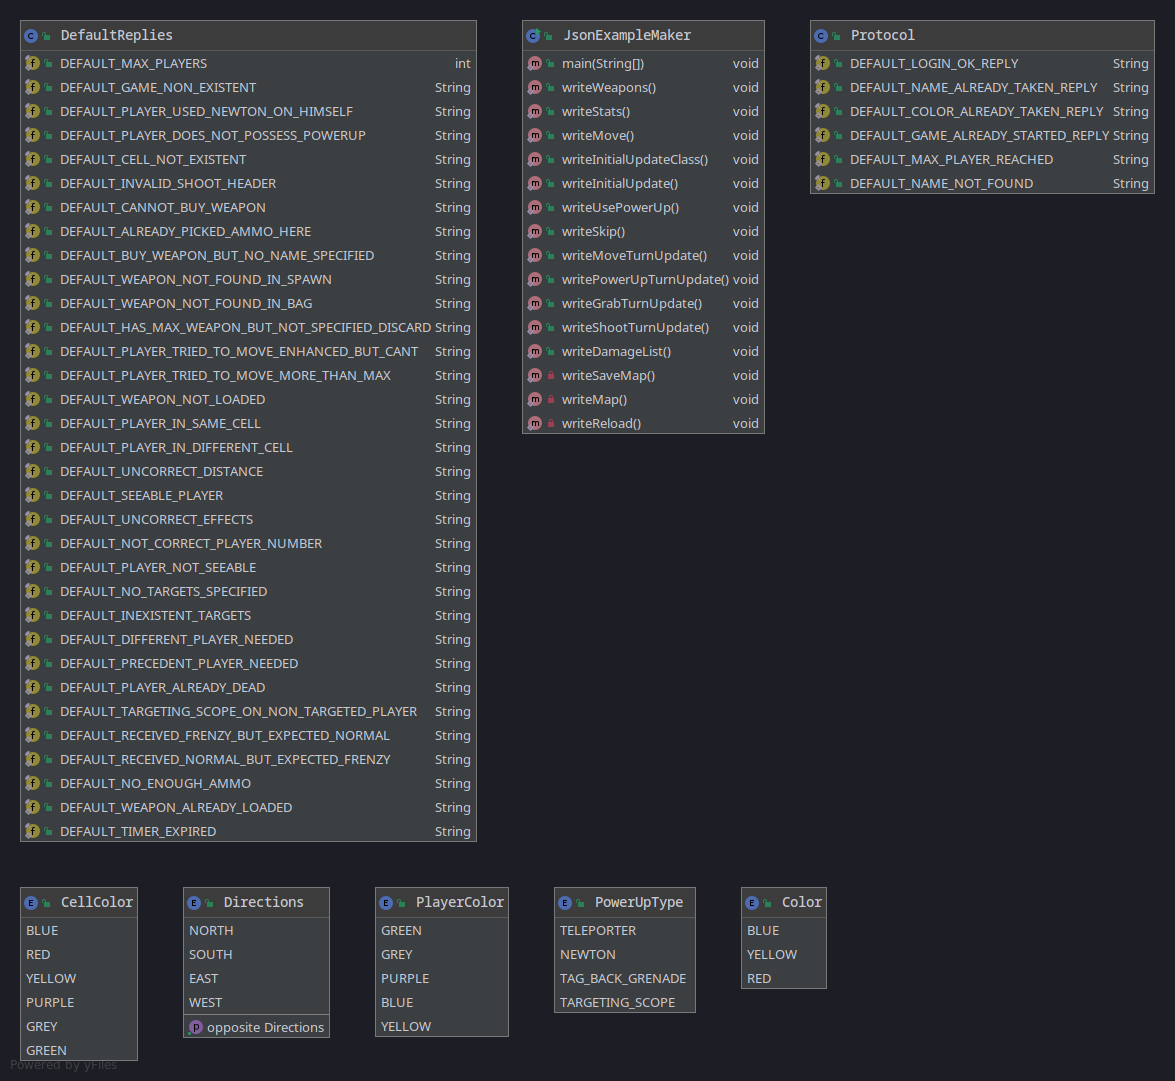 DefaultReplies
DEFAULT_MAX_PLAYERS int
DEFAULT_GAME_NON_EXISTENT String
DEFAULT_PLAYER_USED_NEWTON_ON_HIMSELF String
DEFAULT_PLAYER_DOES_NOT_POSSESS_POWERUP String
DEFAULT_CELL_NOT_EXISTENT String
DEFAULT_INVALID_SHOOT_HEADER String
DEFAULT_CANNOT_BUY_WEAPON String
DEFAULT_ALREADY_PICKED_AMMO_HERE String
DEFAULT_BUY_WEAPON_BUT_NO_NAME_SPECIFIED String
DEFAULT_WEAPON_NOT_FOUND_IN_SPAWN String
DEFAULT_WEAPON_NOT_FOUND_IN_BAG String
DEFAULT_HAS_MAX_WEAPON_BUT_NOT_SPECIFIED_DISCARD String
DEFAULT_PLAYER_TRIED_TO_MOVE_ENHANCED_BUT_CANT String
DEFAULT_PLAYER_TRIED_TO_MOVE_MORE_THAN_MAX String
DEFAULT_WEAPON_NOT_LOADED String
DEFAULT_PLAYER_IN_SAME_CELL String
DEFAULT_PLAYER_IN_DIFFERENT_CELL String
DEFAULT_UNCORRECT_DISTANCE String
DEFAULT_SEEABLE_PLAYER String
DEFAULT_UNCORRECT_EFFECTS String
DEFAULT_NOT_CORRECT_PLAYER_NUMBER String
DEFAULT_PLAYER_NOT_SEEABLE String
DEFAULT_NO_TARGETS_SPECIFIED String
DEFAULT_INEXISTENT_TARGETS String
DEFAULT_DIFFERENT_PLAYER_NEEDED String
DEFAULT_PRECEDENT_PLAYER_NEEDED String
DEFAULT_PLAYER_ALREADY_DEAD String
DEFAULT_TARGETING_SCOPE_ON_NON_TARGETED_PLAYER String
DEFAULT_RECEIVED_FRENZY_BUT_EXPECTED_NORMAL String
DEFAULT_RECEIVED_NORMAL_BUT_EXPECTED_FRENZY String
DEFAULT_NO_ENOUGH_AMMO String
DEFAULT_WEAPON_ALREADY_LOADED String
DEFAULT_TIMER_EXPIRED String
JsonExampleMaker
main(String[]) void
writeWeapons() void
writeStats() void
writeMove() void
writeInitialUpdateClass() void
writeInitialUpdate() void
writeUsePowerUp() void
writeSkip() void
writeMoveTurnUpdate() void
writePowerUpTurnUpdate() void
writeGrabTurnUpdate() void
writeShootTurnUpdate() void
writeDamageList() void
writeSaveMap() void
writeMap() void
writeReload() void
Protocol
DEFAULT_LOGIN_OK_REPLY String
DEFAULT_NAME_ALREADY_TAKEN_REPLY String
DEFAULT_COLOR_ALREADY_TAKEN_REPLY String
DEFAULT_GAME_ALREADY_STARTED_REPLY String
DEFAULT_MAX_PLAYER_REACHED String
DEFAULT_NAME_NOT_FOUND String
CellColor
BLUE
RED
YELLOW
PURPLE
GREY
GREEN
Directions
NORTH
SOUTH
EAST
WEST
opposite Directions
PlayerColor
GREEN
GREY
PURPLE
BLUE
YELLOW
PowerUpType
TELEPORTER
NEWTON
TAG_BACK_GRENADE
TARGETING_SCOPE
Color
BLUE
YELLOW
RED
Powered by yFiles